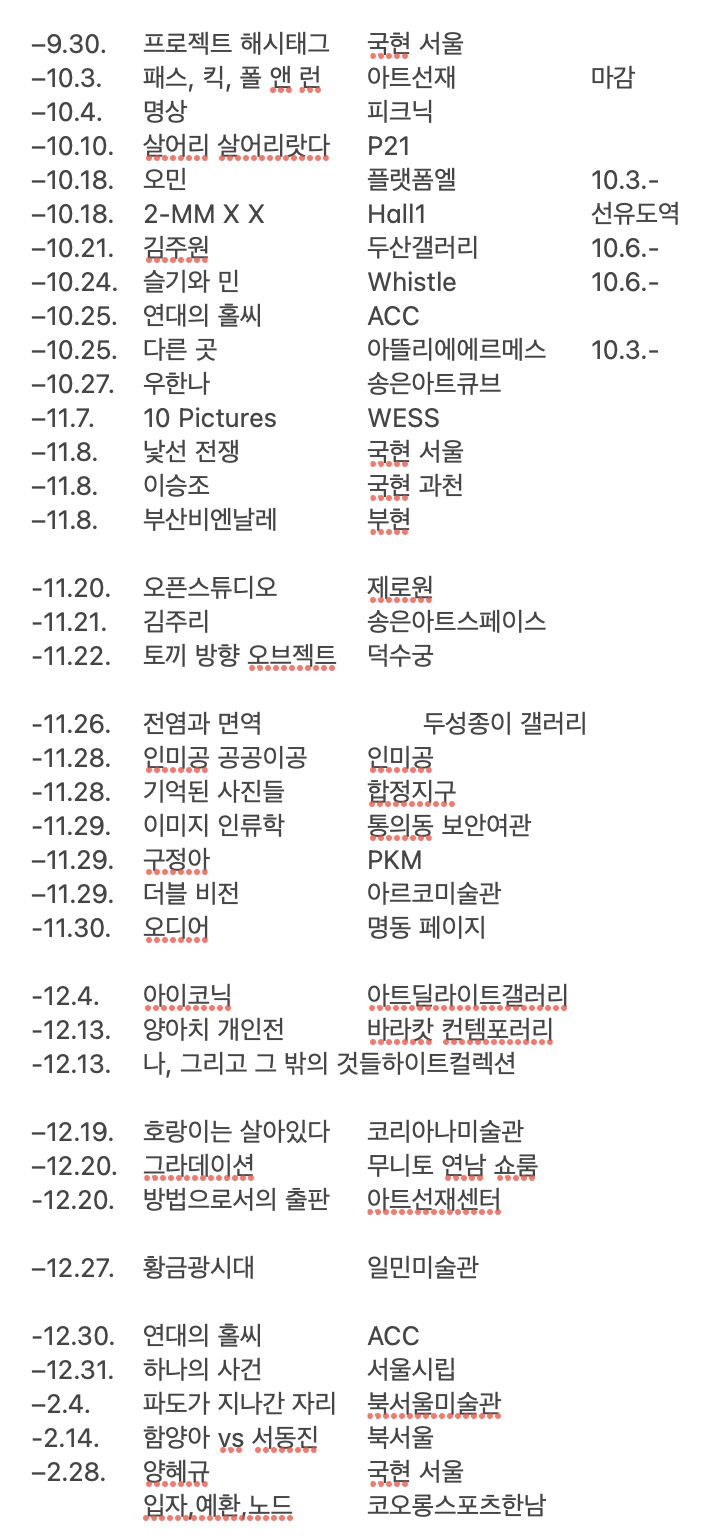 –9.30. 프로젝트 해시태그 국현 서울
–10.3. 패스, 킥, 폴 앤 런 아트선재 마감
–10.4. 명상 피크닉
–10.10. 살어리 살어리랏다 P21
–10.18. 오민 플랫폼엘 10.3.-
–10.18. 2-MM X X Hall1 선유도역
–10.21. 김주원 두산갤러리 10.6.-
–10.24. 슬기와 민 Whistle 10.6.-
–10.25. 연대의 홀씨 ACC
–10.25. 다른 곳 아뜰리에에르메스 10.3.-
–10.27. 우한나 송은아트큐브
–11.7. 10 Pictures WESS
–11.8. 낯선 전쟁 국현 서울
–11.8. 이승조 국현 과천
–11.8. 부산비엔날레 부현
-11.20. 오픈스튜디오 제로원
-11.21. 김주리 송은아트스페이스
-11.22. 토끼 방향 오브젝트 덕수궁
-11.26. 전염과 면역 두성종이 갤러리
-11.28. 인미공 공공이공 인미공
-11.28. 기억된 사진들 합정지구
-11.29. 이미지 인류학 통의동 보안여관
–11.29. 구정아 PKM
–11.29. 더블 비전 아르코미술관
-11.30. 오디어 명동 페이지
-12.4. 아이코닉 아트딜라이트갤러리
-12.13. 양아치 개인전 바라캇 컨템포러리
-12.13. 나, 그리고 그 밖의 것들하이트컬렉션
–12.19. 호랑이는 살아있다 코리아나미술관
–12.20. 그라데이션 무니토 연남 쇼룸
-12.20. 방법으로서의 출판 아트선재센터
–12.27. 황금광시대 일민미술관
-12.30. 연대의 홀씨 ACC
–12.31. 하나의 사건 서울시립
–2.4. 파도가 지나간 자리 북서울미술관
-2.14. 함양아 vs 서동진 북서울
–2.28. 양혜규 국현 서울
입자,예환,노드 코오롱스포츠한남